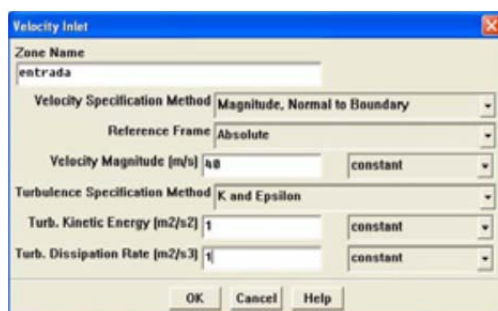 Velocity Inlet
Zone Name
entrada
Velocity Specification Method Magnitude, Normal to Boundary
Reference Frame Absolute
Velocity Magnitude (m/s) 40 constant
Turbulence Specification Method K and Epsilon
Turb. Kinetic Energy (m2/s2) 1 constant
Turb. Dissipation Rate (m2/s3) 1 constant
OK Cancel Help